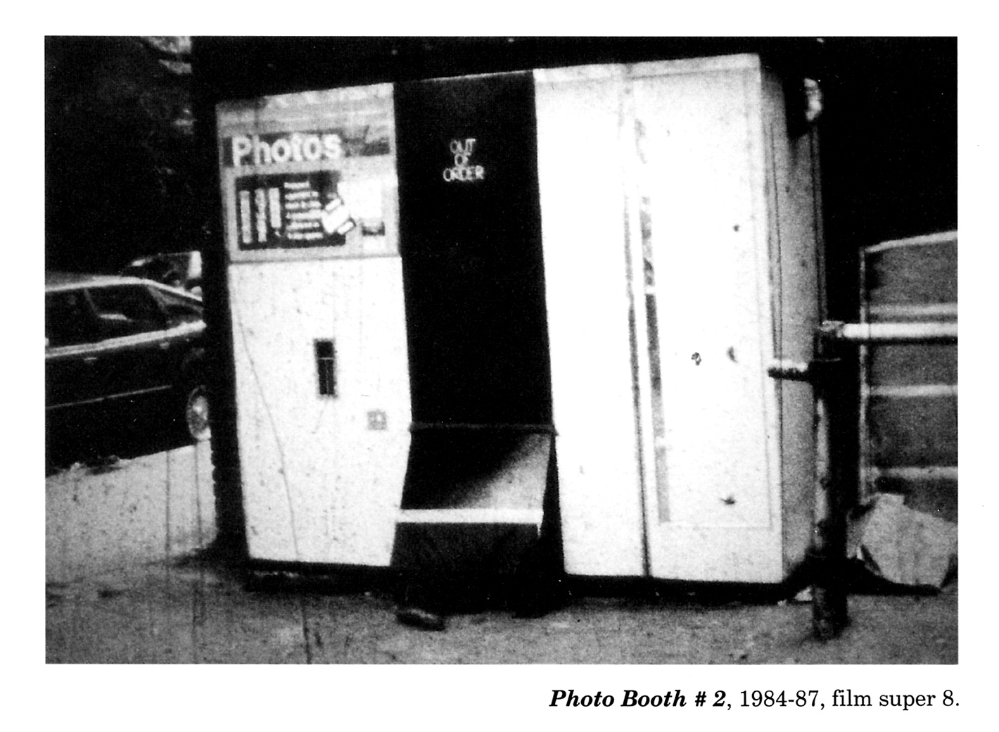 Photos
OUT
OF
ORDER
Photo Booth # 2, 1984-87, film super 8.